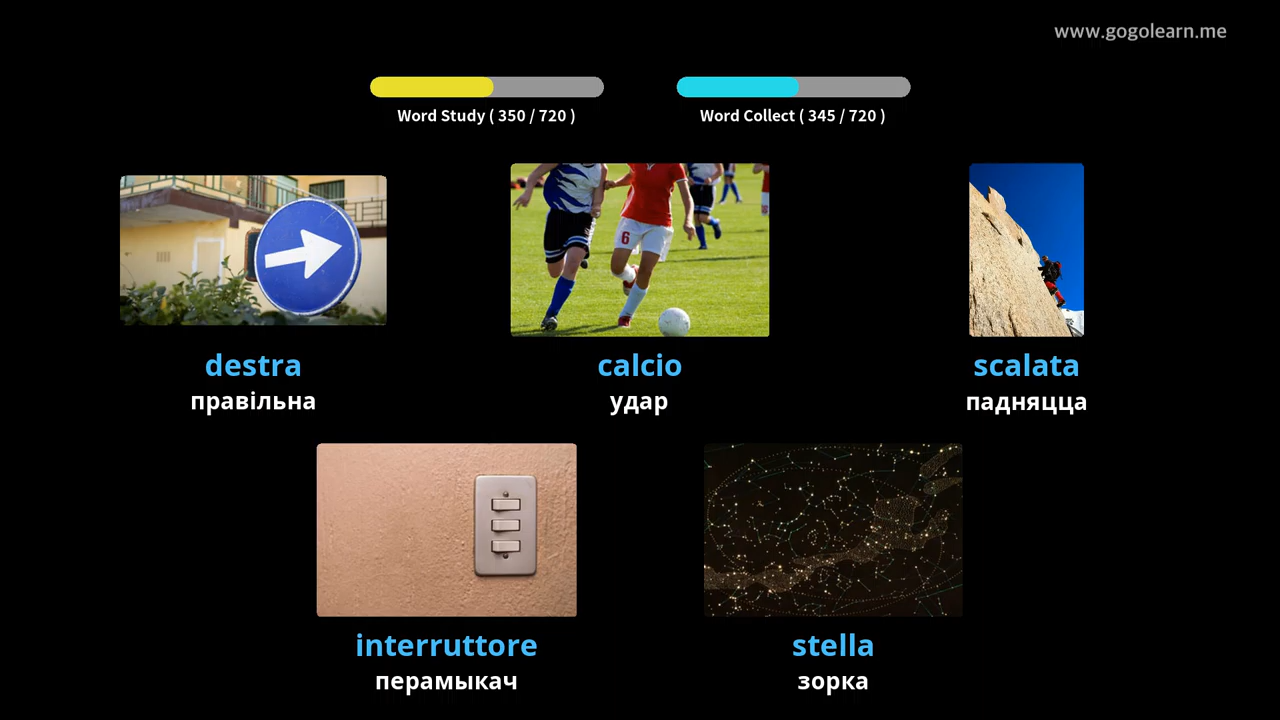 www.gogolearn.me
Word Study ( 350 / 720 )
Word Collect ( 345 / 720 )
destra
правільна
calcio
удар
6
scalata
падняцца
interruttore
перамыкач
stella
зорка